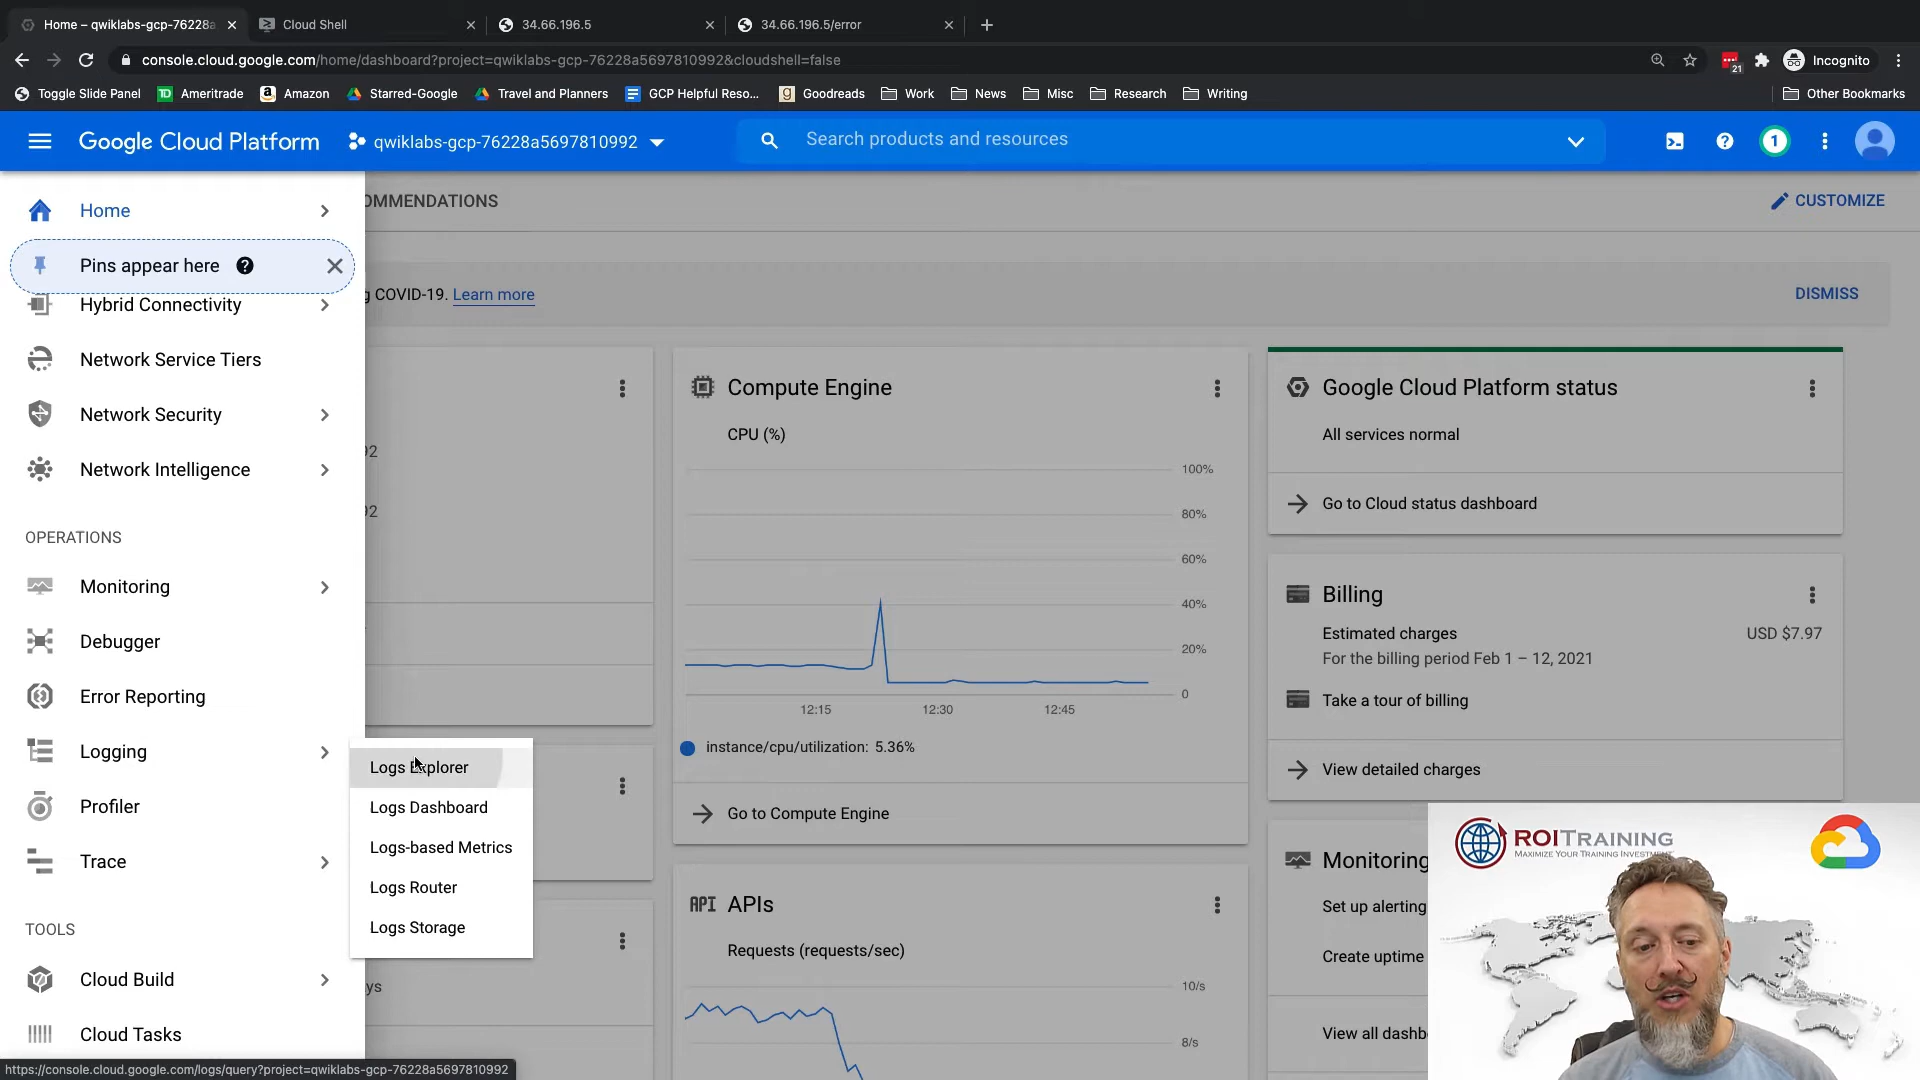 Home – qwiklabs-gcp-76228a
Cloud Shell
34.66.196.5
34.66.196.5/error
console.cloud.google.com/home/dashboard?project=qwiklabs-gcp-76228a5697810992&cloudshell=false
21
Incognito
Toggle Slide Panel
TD Ameritrade
Amazon
Starred-Google
Travel and Planners
GCP Helpful Reso...
Goodreads
Work
News
Misc
Research
Writing
Other Bookmarks
Google Cloud Platform
qwiklabs-gcp-76228a5697810992
Search products and resources
1
Home
Pins appear here
Hybrid Connectivity
Network Service Tiers
Network Security
Network Intelligence
OPERATIONS
Monitoring
Debugger
Error Reporting
Logging
Profiler
Trace
TOOLS
Cloud Build
Cloud Tasks
Logs Explorer
Logs Dashboard
Logs-based Metrics
Logs Router
Logs Storage
OMMENDATIONS
CUSTOMIZE
g COVID-19. Learn more
DISMISS
92
92
ys
Compute Engine
CPU (%)
100%
80%
60%
40%
20%
0
12:15
12:30
12:45
instance/cpu/utilization: 5.36%
Go to Compute Engine
API APIs
Requests (requests/sec)
10/s
8/s
Google Cloud Platform status
All services normal
Go to Cloud status dashboard
Billing
Estimated charges
USD $7.97
For the billing period Feb 1 – 12, 2021
Take a tour of billing
View detailed charges
Monitoring
Set up alerting
Create uptime
View all dashb
ROITRAINING
MAXIMIZE YOUR TRAINING INVESTMENT
https://console.cloud.google.com/logs/query?project=qwiklabs-gcp-76228a5697810992